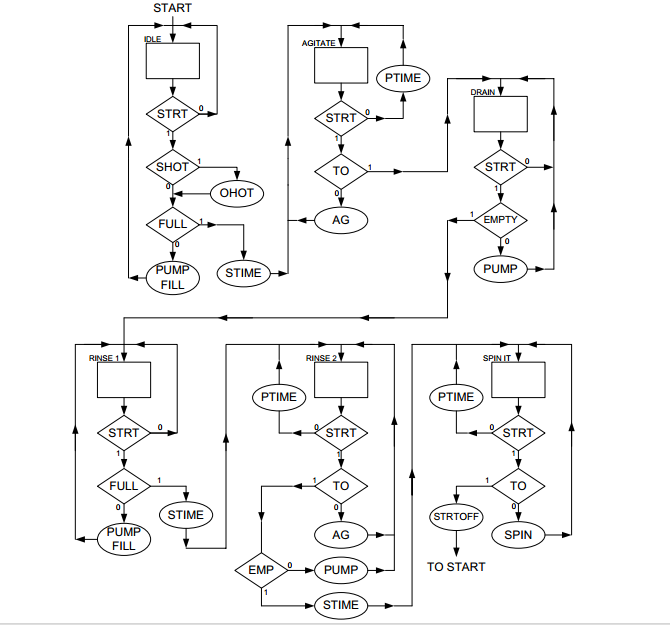 START
IDLE
STRT
0
1
SHOT
1
0
OHOT
FULL
1
0
PUMP
FILL
STIME
AGITATE
PTIME
STRT
0
1
TO
1
0
AG
DRAIN
STRT
0
1
EMPTY
1
0
PUMP
RINSE 1
STRT
0
1
FULL
1
0
PUMP
FILL
STIME
RINSE 2
PTIME
STRT
0
1
TO
1
0
AG
EMP
0
1
PUMP
STIME
SPIN IT
PTIME
STRT
0
1
TO
1
0
STRTOFF
SPIN
TO START